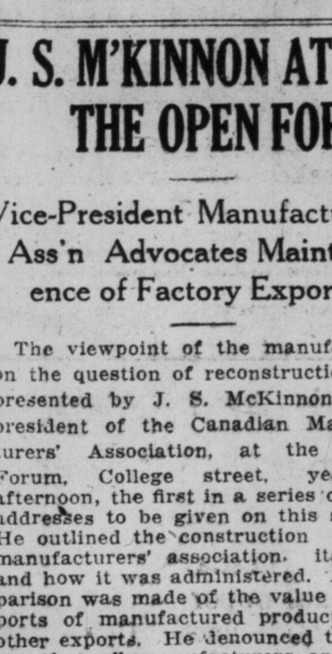 J. S. M'KINNON AT
THE OPEN FOR
Vice-President Manufact
Ass'n Advocates Maint
ence of Factory Expor
The viewpoint of the manuf
on the question of reconstructi
presented by J. S. McKinnon
president of the Canadian Ma
turers' Association, at the
Forum, College street, ye
afternoon, the first in a series o
addresses to be given on this s
He outlined the construction
manufacturers' association, it
and how it was administered.
parison was made of the value
ports of manufactured produc
other exports. He denounced t